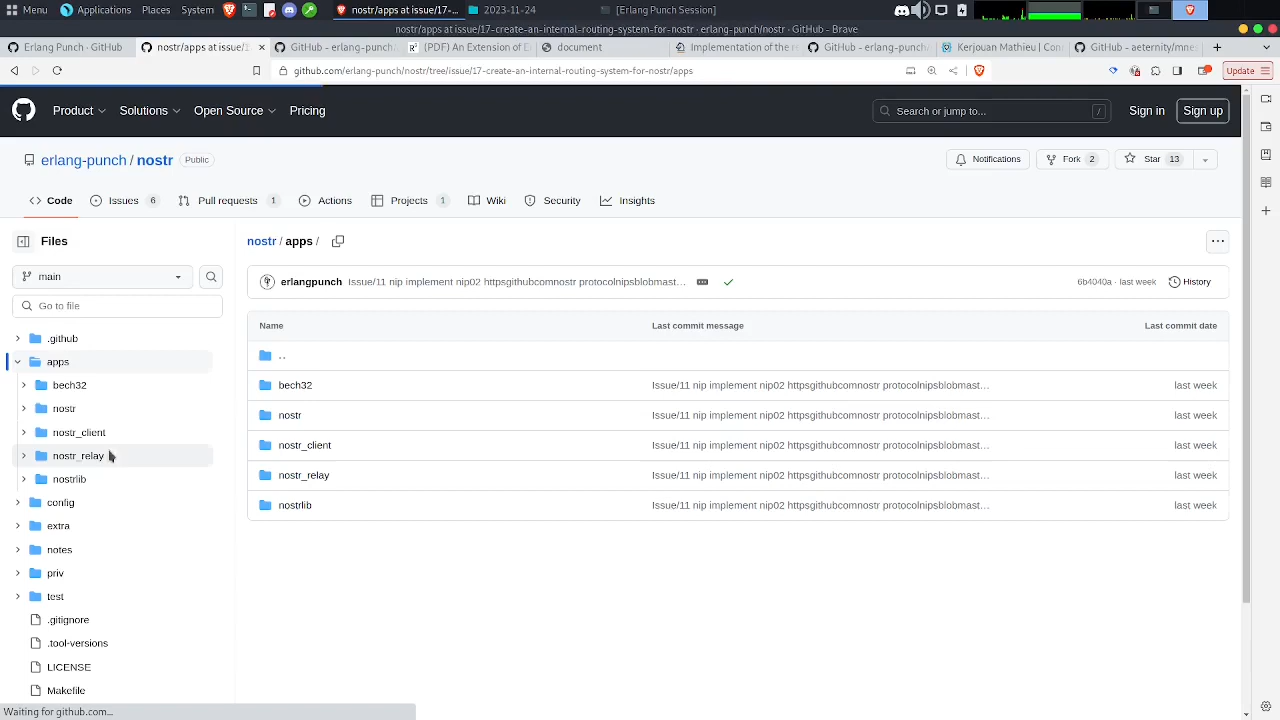 Menu Applications Places System nostr/apps at issue/17-... 2023-11-24 [Erlang Punch Session]
nostr/apps at issue/17-create-an-internal-routing-system-for-nostr · erlang-punch/nostr · GitHub - Brave
Erlang Punch · GitHub nostr/apps at issue/1 GitHub - erlang-punch/ (PDF) An Extension of D document Implementation of the r GitHub - erlang-punch/ Kerjouan Mathieu | Con GitHub - aeternity/mne
github.com/erlang-punch/nostr/tree/issue/17-create-an-internal-routing-system-for-nostr/apps Update
Product Solutions Open Source Pricing Search or jump to... / Sign in Sign up
erlang-punch / nostr Public Notifications Fork 2 Star 13
Code Issues 6 Pull requests 1 Actions Projects 1 Wiki Security Insights
Files
main
Go to file
.github
apps
bech32
nostr
nostr_client
nostr_relay
nostrlib
config
extra
notes
priv
test
.gitignore
.tool-versions
LICENSE
Makefile
nostr / apps /
erlangpunch Issue/11 nip implement nip02 httpsgithubcomnostr protocolnipsblobmast… 6b4040a · last week History
Name Last commit message Last commit date
..
bech32 Issue/11 nip implement nip02 httpsgithubcomnostr protocolnipsblobmast… last week
nostr Issue/11 nip implement nip02 httpsgithubcomnostr protocolnipsblobmast… last week
nostr_client Issue/11 nip implement nip02 httpsgithubcomnostr protocolnipsblobmast… last week
nostr_relay Issue/11 nip implement nip02 httpsgithubcomnostr protocolnipsblobmast… last week
nostrlib Issue/11 nip implement nip02 httpsgithubcomnostr protocolnipsblobmast… last week
Waiting for github.com...